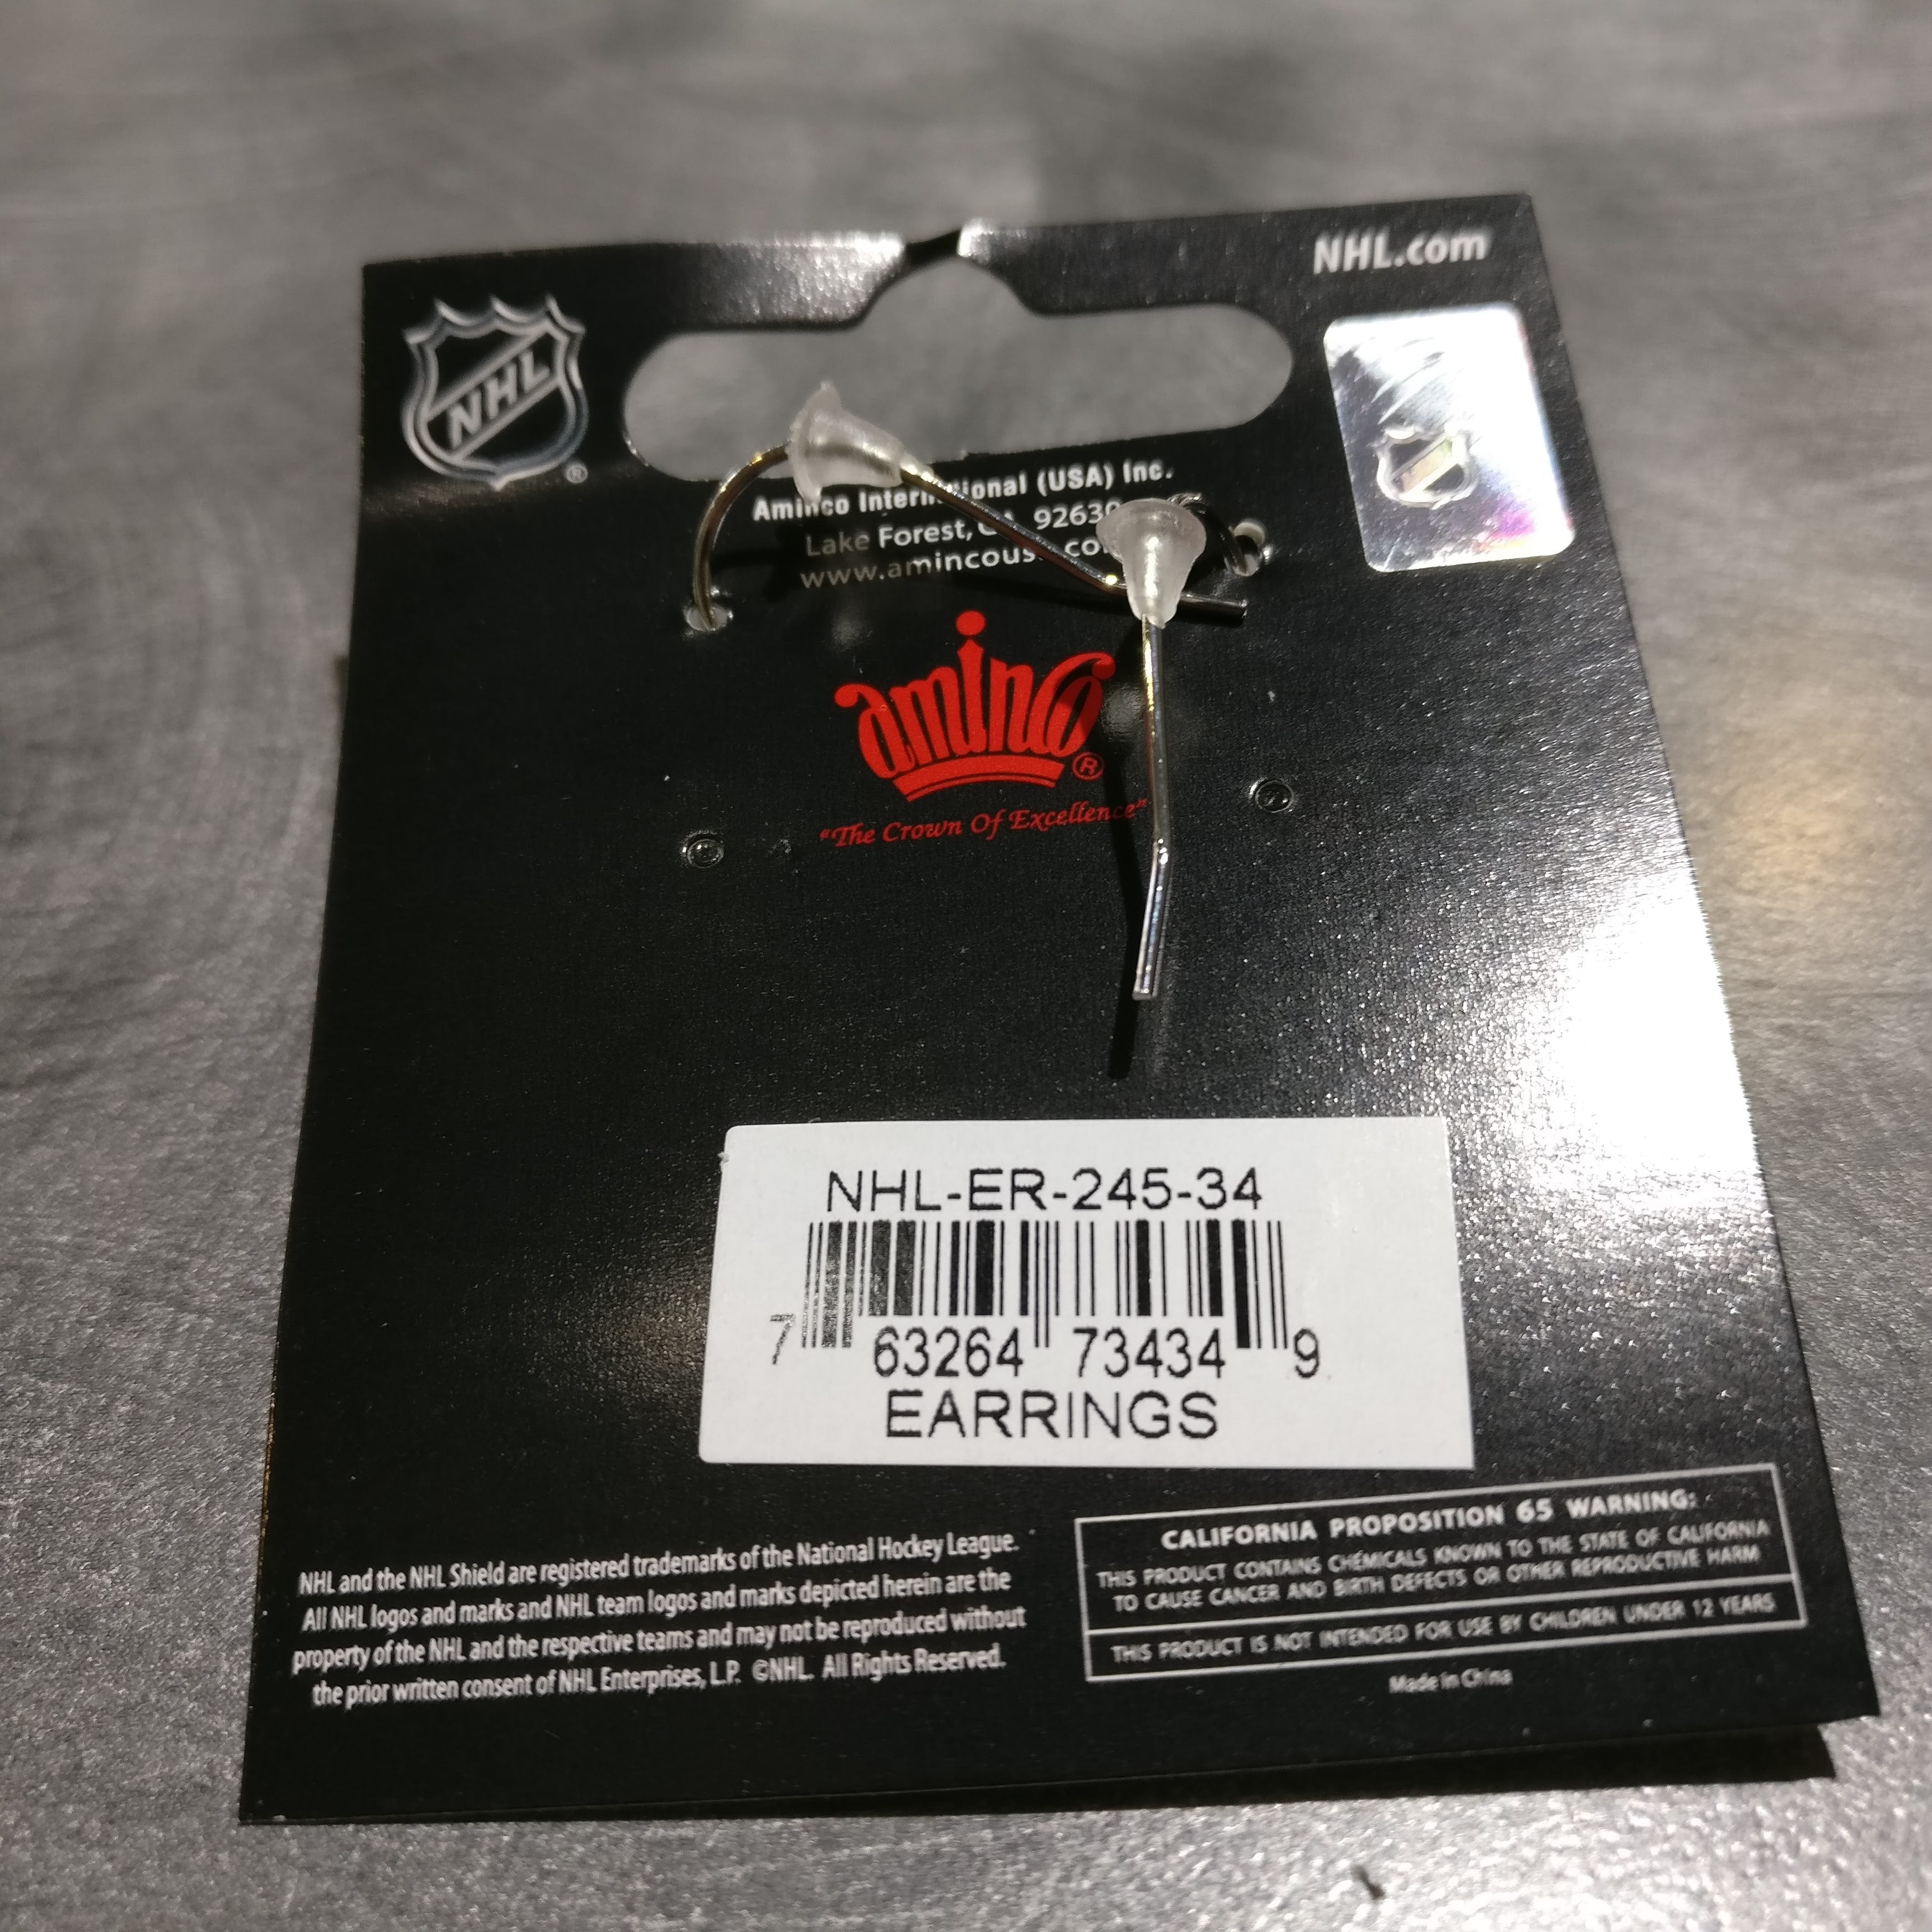 NHL.com
NHL
®
Aminco International (USA) Inc.
Lake Forest, CA 92630
www.amincous
aminco
®
"The Crown Of Excellence"
NHL-ER-245-34
7 63264 73434 9
EARRINGS
NHL and the NHL Shield are registered trademarks of the National Hockey League.
All NHL logos and marks and NHL team logos and marks depicted herein are the
property of the NHL and the respective teams and may not be reproduced without
the prior written consent of NHL Enterprises, L.P. ©NHL. All Rights Reserved.
CALIFORNIA PROPOSITION 65 WARNING:
THIS PRODUCT CONTAINS CHEMICALS KNOWN TO THE STATE OF CALIFORNIA
TO CAUSE CANCER AND BIRTH DEFECTS OR OTHER REPRODUCTIVE HARM
THIS PRODUCT IS NOT INTENDED FOR USE BY CHILDREN UNDER 12 YEARS
Made in China